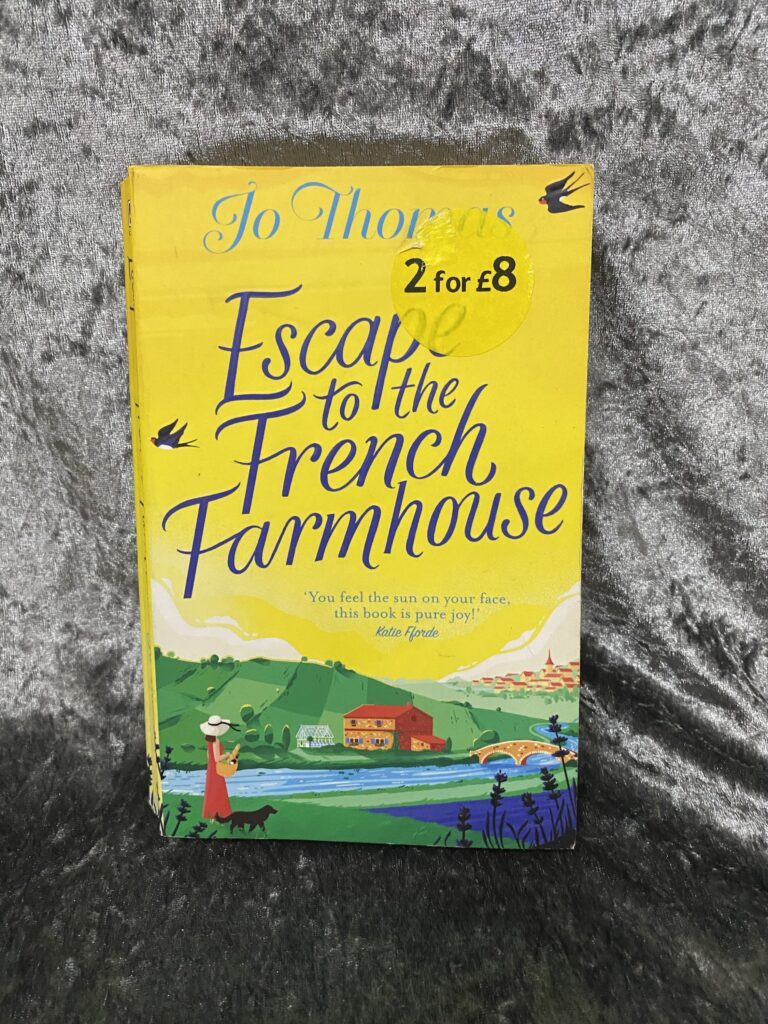 Jo Thomas
2 for £8
Escape
to the
French
Farmhouse
‘You feel the sun on your face,
this book is pure joy!’
Katie Fforde